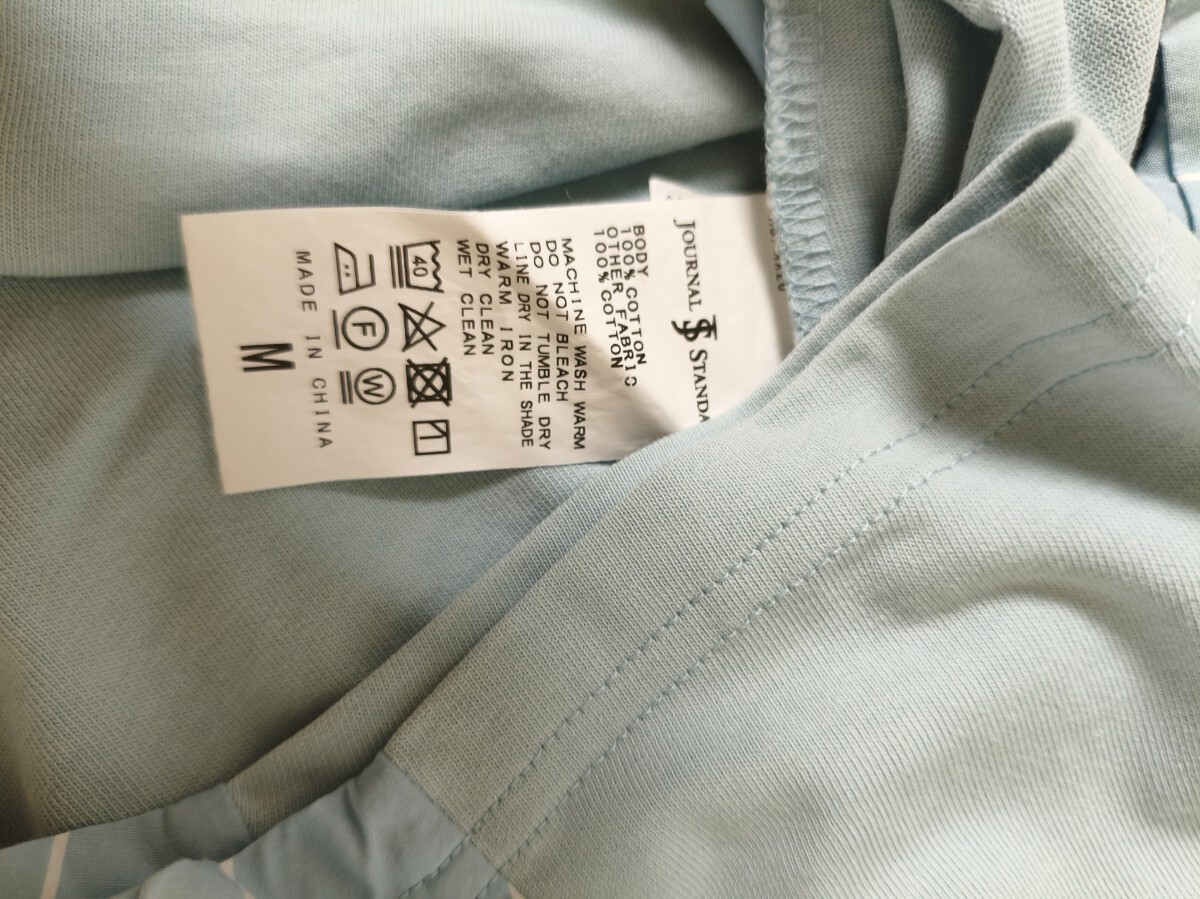 JOURNAL JS STANDA
BODY
100% COTTON
OTHER FABRIC
100% COTTON
MACHINE WASH WARM
DO NOT BLEACH
DO NOT TUMBLE DRY
LINE DRY IN THE SHADE
WARM IRON
DRY CLEAN
WET CLEAN
40
F W
MADE IN CHINA
M